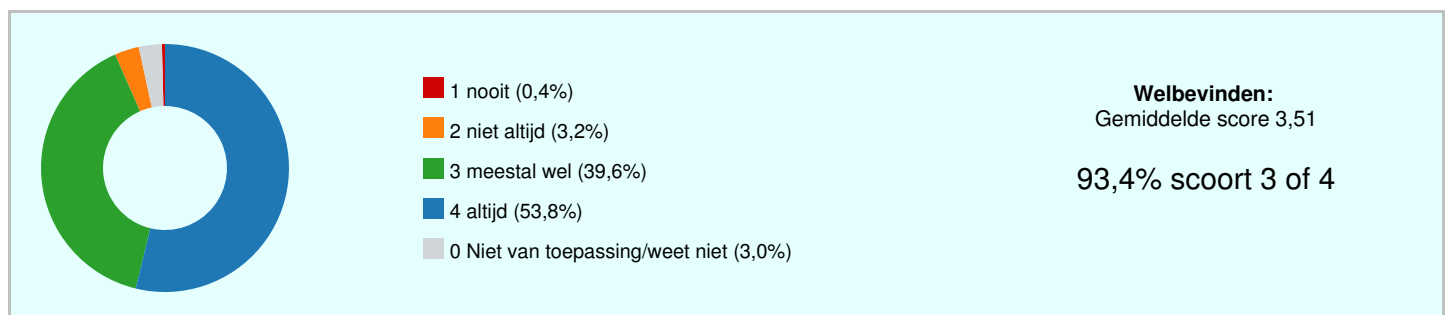 1 nooit (0,4%)
2 niet altijd (3,2%)
3 meestal wel (39,6%)
4 altijd (53,8%)
0 Niet van toepassing/weet niet (3,0%)
Welbevinden:
Gemiddelde score 3,51
93,4% scoort 3 of 4